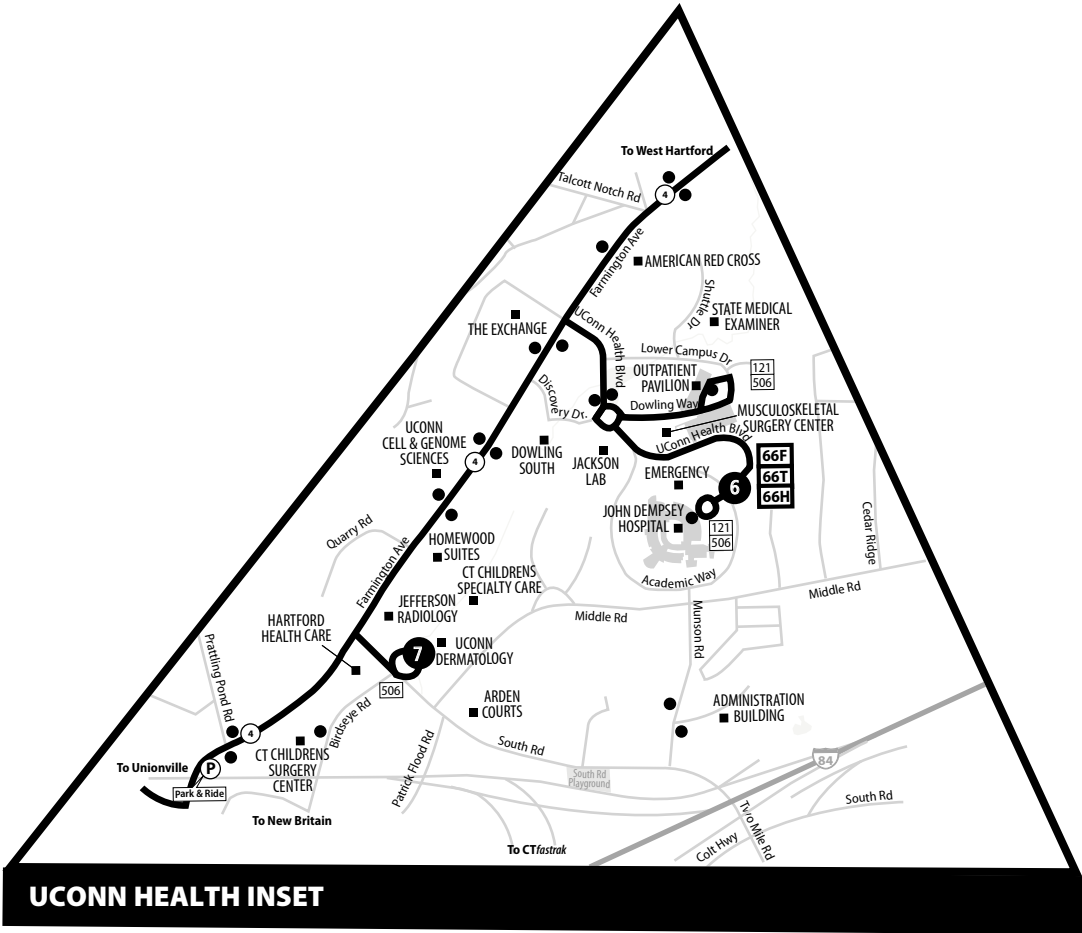 To West Hartford
Talcott Notch Rd
4
Farmington Ave
AMERICAN RED CROSS
Shuttle Dr
STATE MEDICAL
EXAMINER
THE EXCHANGE
UConn Health Blvd
Lower Campus Dr
OUTPATIENT
PAVILION
121
506
Discovery Dr.
Dowling Way
MUSCULOSKELETAL
SURGERY CENTER
UConn Health Blvd
UCONN
CELL & GENOME
SCIENCES
4
DOWLING
SOUTH
JACKSON
LAB
EMERGENCY
66F
66T
66H
6
JOHN DEMPSEY
HOSPITAL
121
506
Cedar Ridge
Quarry Rd
Farmington Ave
HOMEWOOD
SUITES
CT CHILDRENS
SPECIALTY CARE
Academic Way
Middle Rd
JEFFERSON
RADIOLOGY
Middle Rd
Munson Rd
HARTFORD
HEALTH CARE
7
UCONN
DERMATOLOGY
506
Prattling Pond Rd
ARDEN
COURTS
ADMINISTRATION
BUILDING
Birdseye Rd
4
CT CHILDRENS
SURGERY
CENTER
Patrick Flood Rd
South Rd
84
To Unionville
P
Park & Ride
South Rd
Playground
South Rd
To New Britain
Two Mile Rd
Colt Hwy
To CTfastrak
UCONN HEALTH INSET